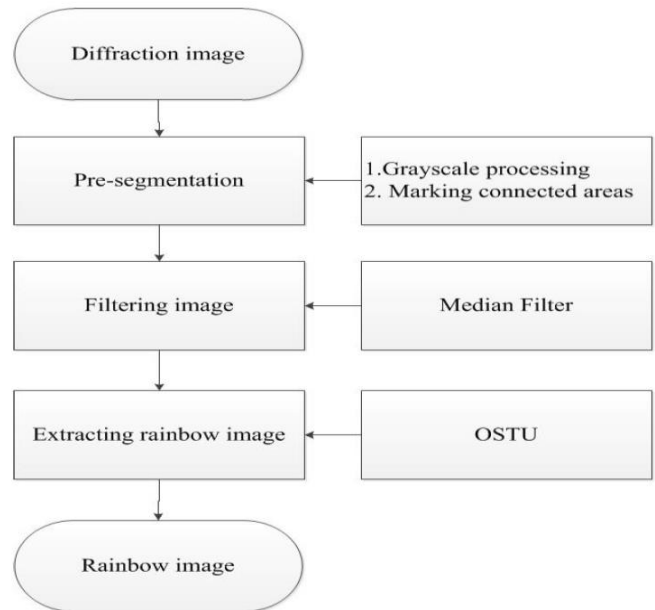 Diffraction image
Pre-segmentation
1.Grayscale processing
2. Marking connected areas
Filtering image
Median Filter
Extracting rainbow image
OSTU
Rainbow image